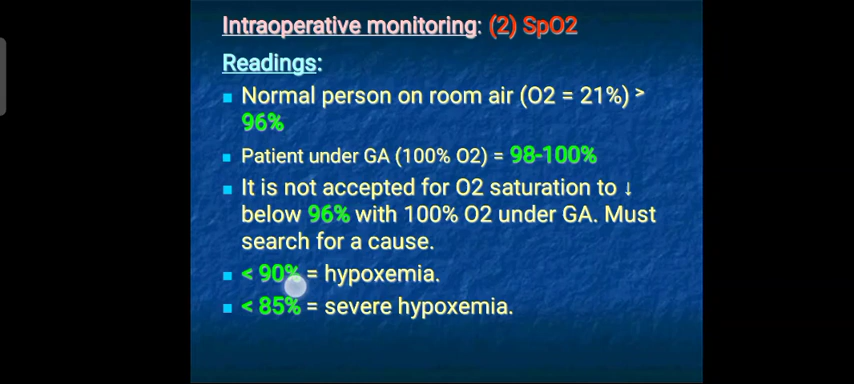 Intraoperative monitoring: (2) SpO2
Readings:
Normal person on room air (O2 = 21%) >
96%
Patient under GA (100% O2) = 98-100%
It is not accepted for O2 saturation to ↓
below 96% with 100% O2 under GA. Must
search for a cause.
< 90% = hypoxemia.
< 85% = severe hypoxemia.